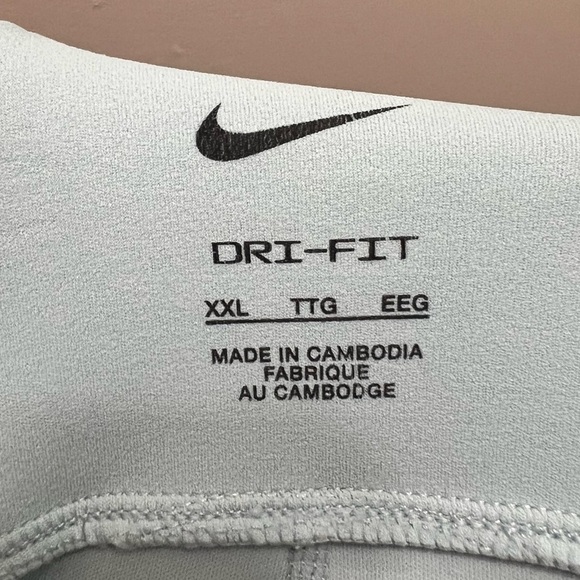 DRI-FIT
XXL TTG EEG
MADE IN CAMBODIA
FABRIQUE
AU CAMBODGE